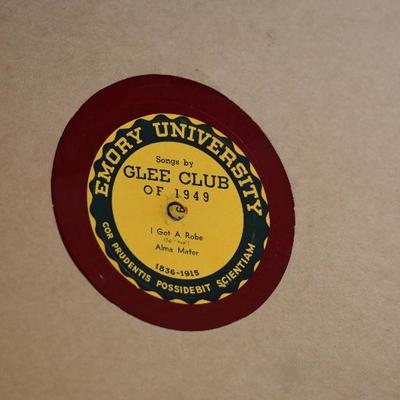 EMORY UNIVERSITY
Songs by
GLEE CLUB
OF 1949
I Got A Robe
Alma Mater
1836-1915
COR PRUDENTIS POSSIDEBIT SCIENTIAM